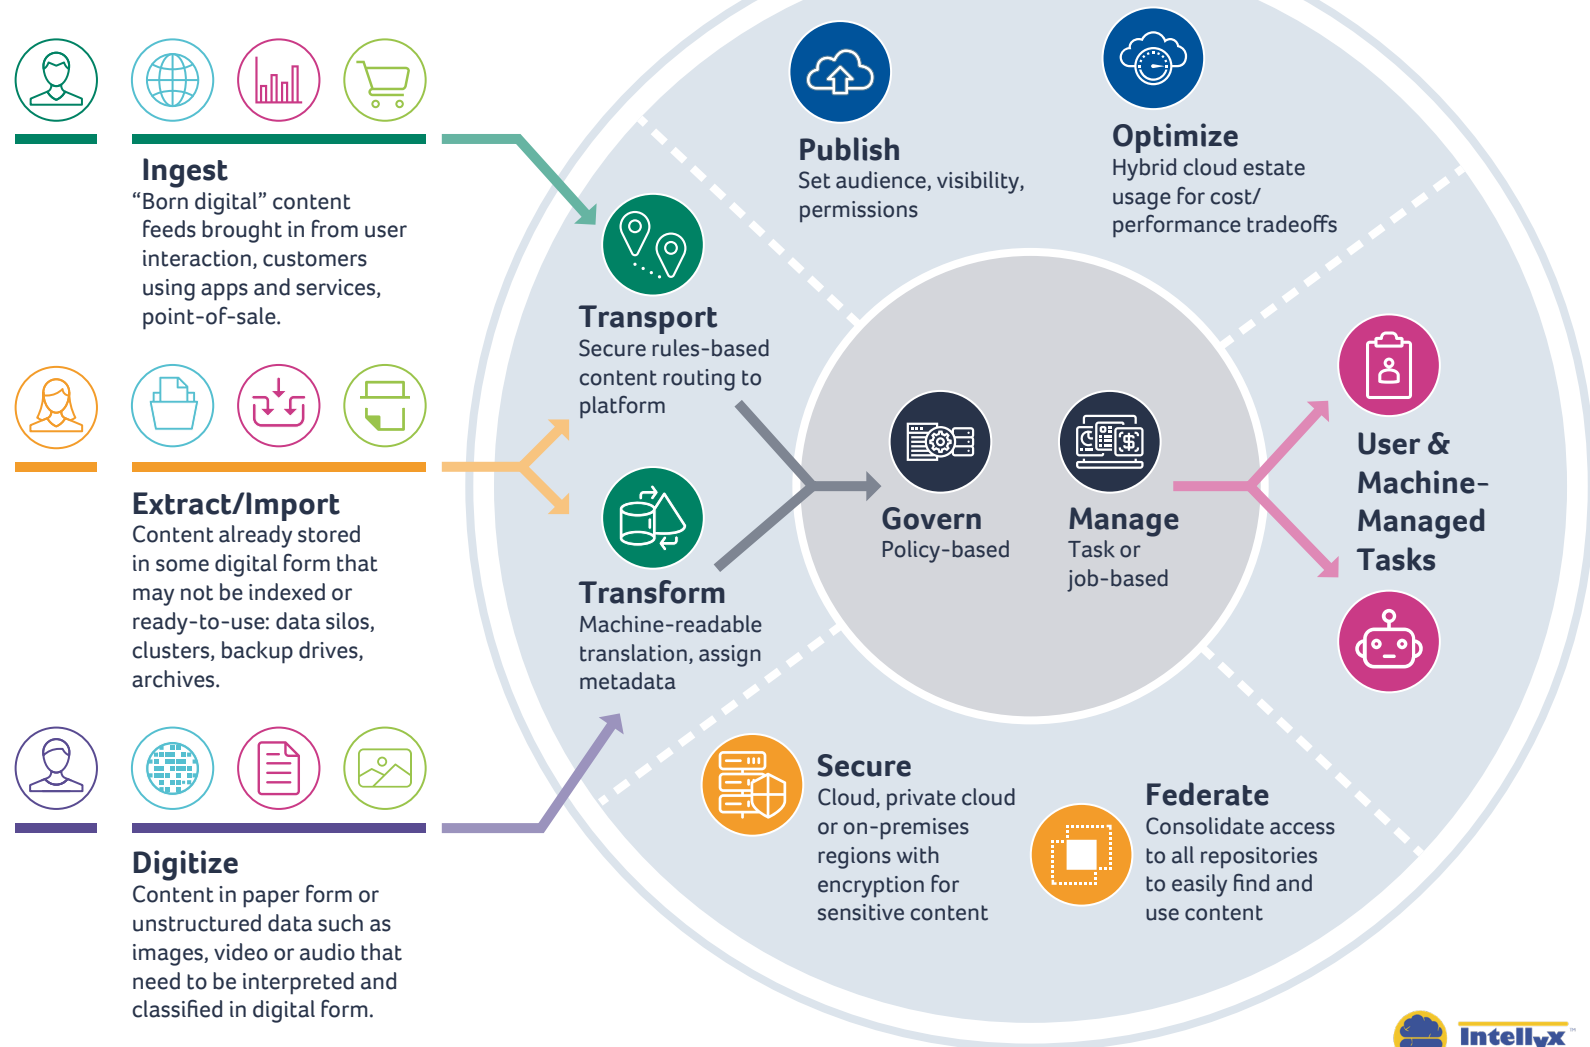 Ingest
“Born digital” content
feeds brought in from user
interaction, customers
using apps and services,
point-of-sale.
Extract/Import
Content already stored
in some digital form that
may not be indexed or
ready-to-use: data silos,
clusters, backup drives,
archives.
Digitize
Content in paper form or
unstructured data such as
images, video or audio that
need to be interpreted and
classified in digital form.
Transport
Secure rules-based
content routing to
platform
Transform
Machine-readable
translation, assign
metadata
Publish
Set audience, visibility,
permissions
Optimize
Hybrid cloud estate
usage for cost/
performance tradeoffs
Govern
Policy-based
Manage
Task or
job-based
User &
Machine-
Managed
Tasks
Secure
Cloud, private cloud
or on-premises
regions with
encryption for
sensitive content
Federate
Consolidate access
to all repositories
to easily find and
use content
Intellyx™